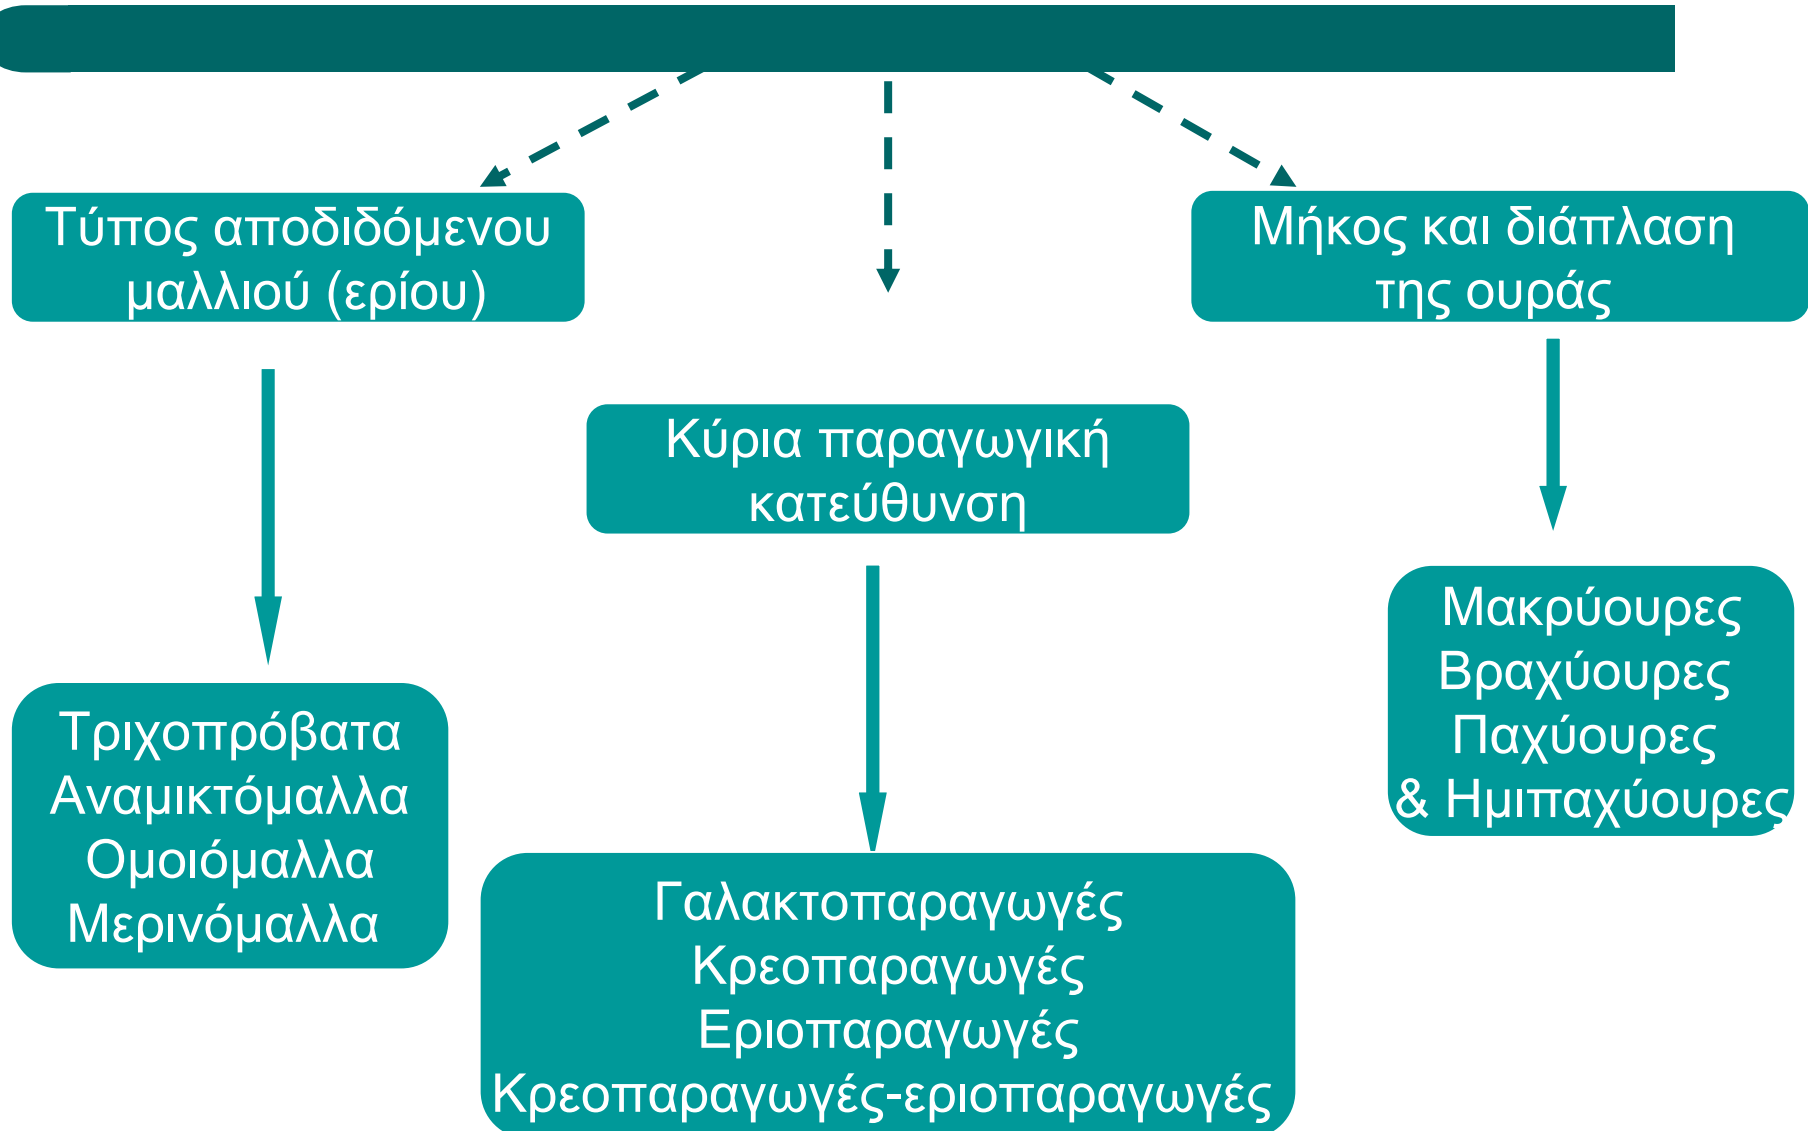 Τύπος αποδιδόμενου
μαλλιού (ερίου)
Μήκος και διάπλαση
της ουράς
Κύρια παραγωγική
κατεύθυνση
Τριχοπρόβατα
Αναμικτόμαλλα
Ομοιόμαλλα
Μερινόμαλλα
Γαλακτοπαραγωγές
Κρεοπαραγωγές
Εριοπαραγωγές
Κρεοπαραγωγές-εριοπαραγωγές
Μακρύουρες
Βραχύουρες
Παχύουρες
& Ημιπαχύουρες